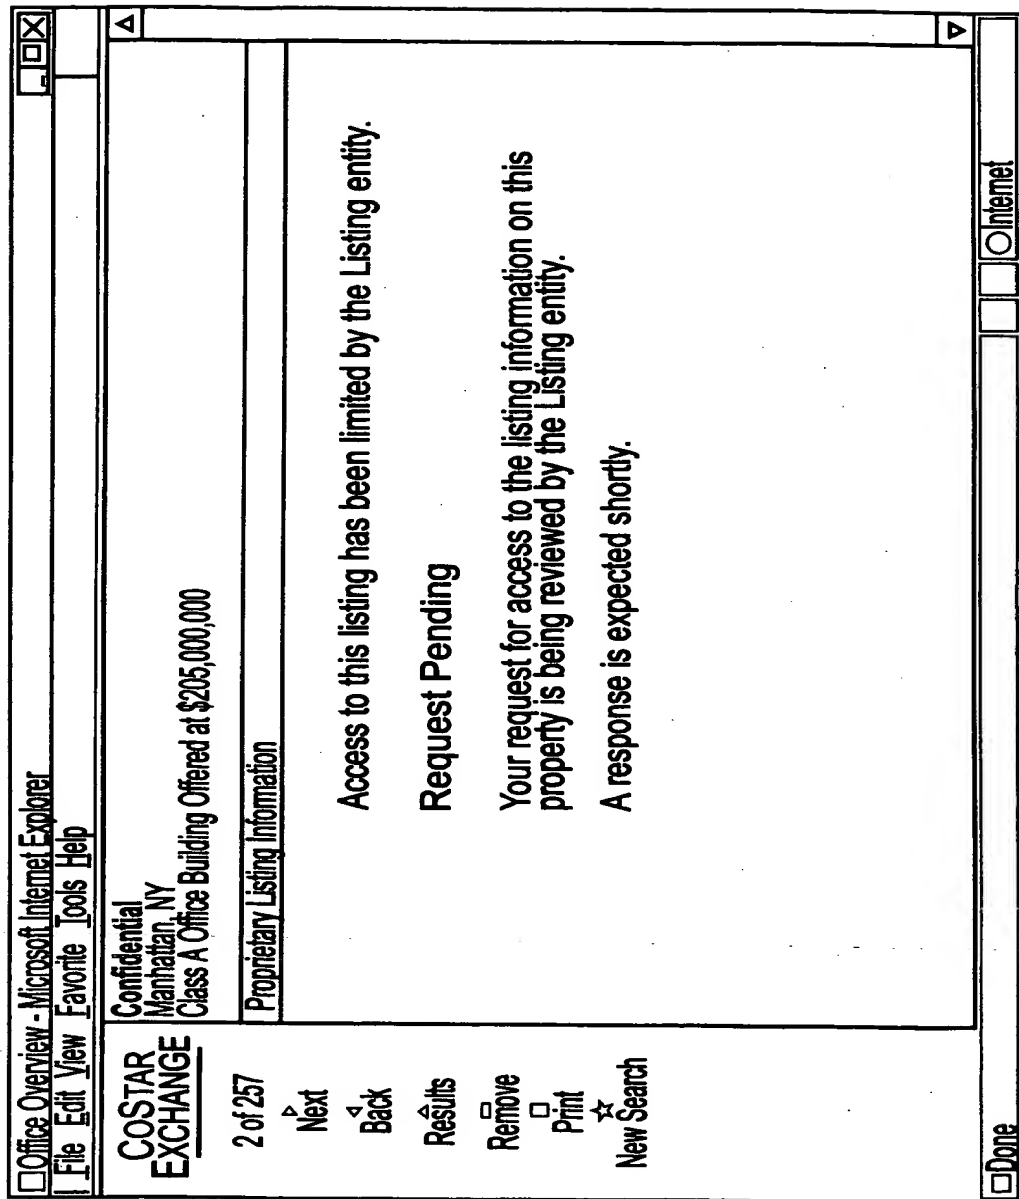 Office Overview - Microsoft Internet Explorer
File Edit View Favorite Tools Help
COSTAR
EXCHANGE
2 of 257
Next
Back
Results
Remove
Print
New Search
Confidential
Manhattan, NY
Class A Office Building Offered at $205,000,000
Proprietary Listing Information
Access to this listing has been limited by the Listing entity.
Request Pending
Your request for access to the listing information on this
property is being reviewed by the Listing entity.
A response is expected shortly.
Done
Internet